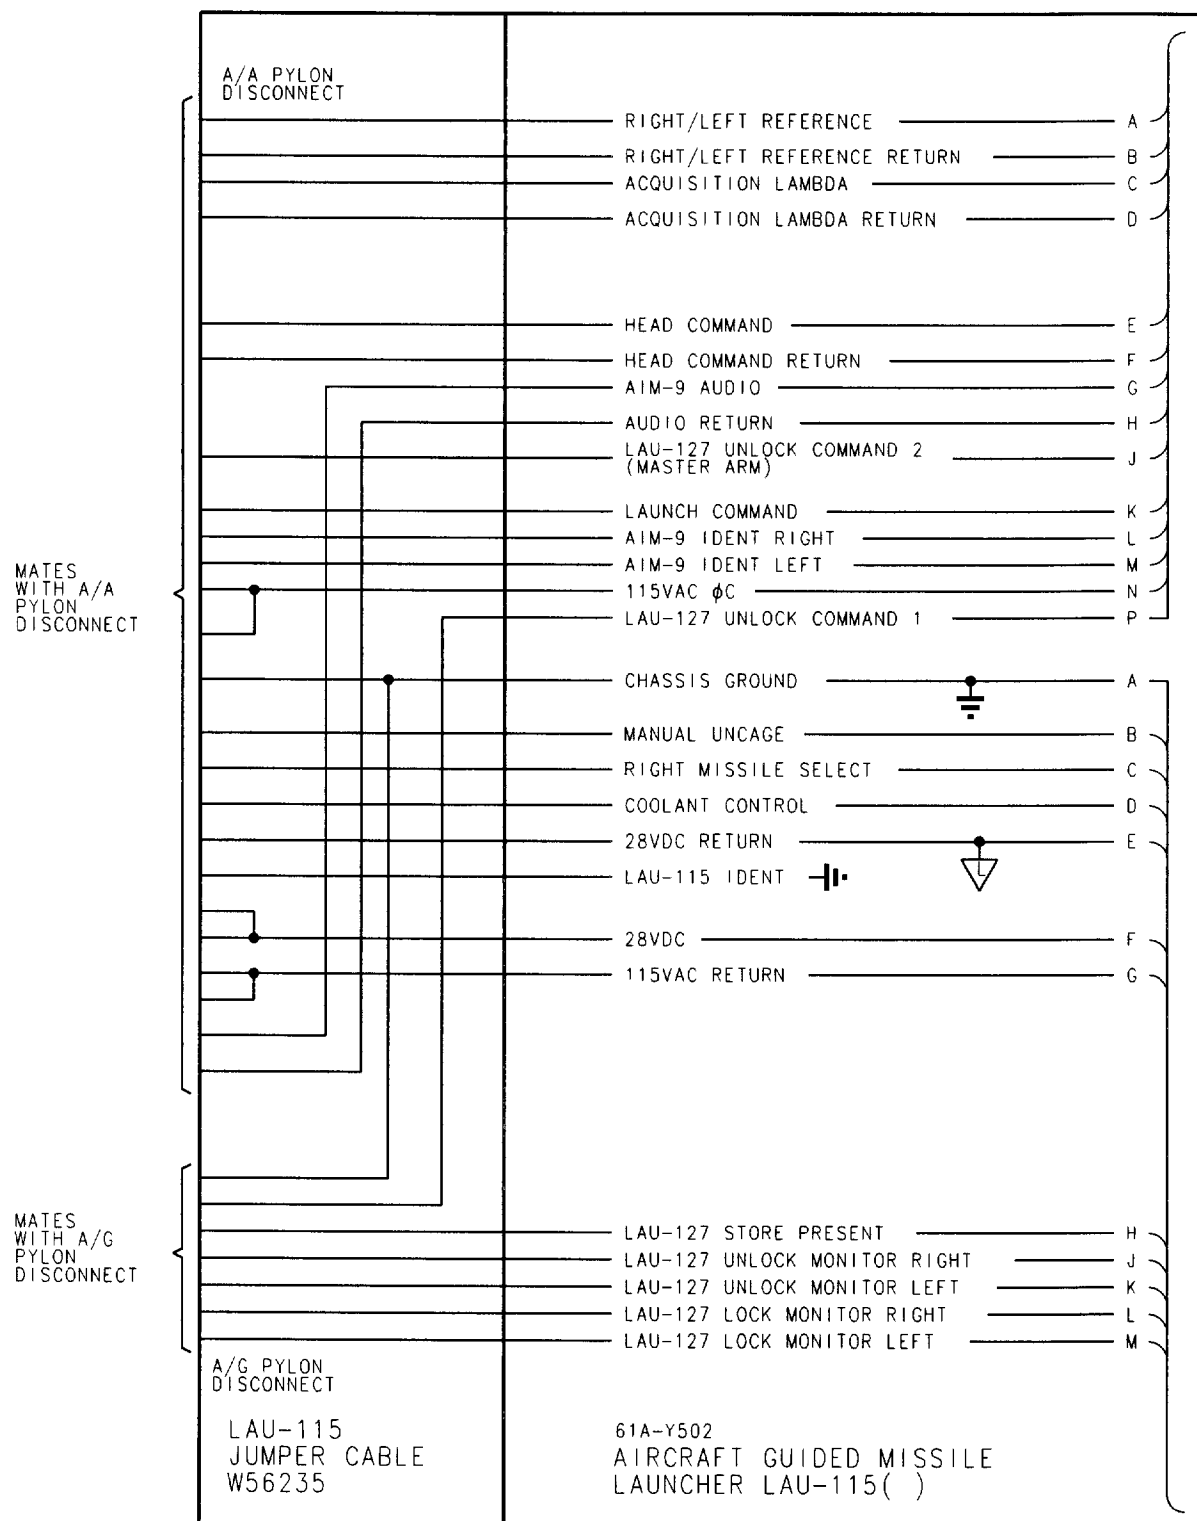 A/A PYLON
DISCONNECT
RIGHT/LEFT REFERENCE A
RIGHT/LEFT REFERENCE RETURN B
ACQUISITION LAMBDA C
ACQUISITION LAMBDA RETURN D
HEAD COMMAND E
HEAD COMMAND RETURN F
AIM-9 AUDIO G
AUDIO RETURN H
LAU-127 UNLOCK COMMAND 2
(MASTER ARM) J
LAUNCH COMMAND K
AIM-9 IDENT RIGHT L
AIM-9 IDENT LEFT M
115VAC ϕC N
LAU-127 UNLOCK COMMAND 1 P
MATES
WITH A/A
PYLON
DISCONNECT
CHASSIS GROUND A
MANUAL UNCAGE B
RIGHT MISSILE SELECT C
COOLANT CONTROL D
28VDC RETURN E
L
LAU-115 IDENT
28VDC F
115VAC RETURN G
MATES
WITH A/G
PYLON
DISCONNECT
LAU-127 STORE PRESENT H
LAU-127 UNLOCK MONITOR RIGHT J
LAU-127 UNLOCK MONITOR LEFT K
LAU-127 LOCK MONITOR RIGHT L
LAU-127 LOCK MONITOR LEFT M
A/G PYLON
DISCONNECT
LAU-115
JUMPER CABLE
W56235
61A-Y502
AIRCRAFT GUIDED MISSILE
LAUNCHER LAU-115( )